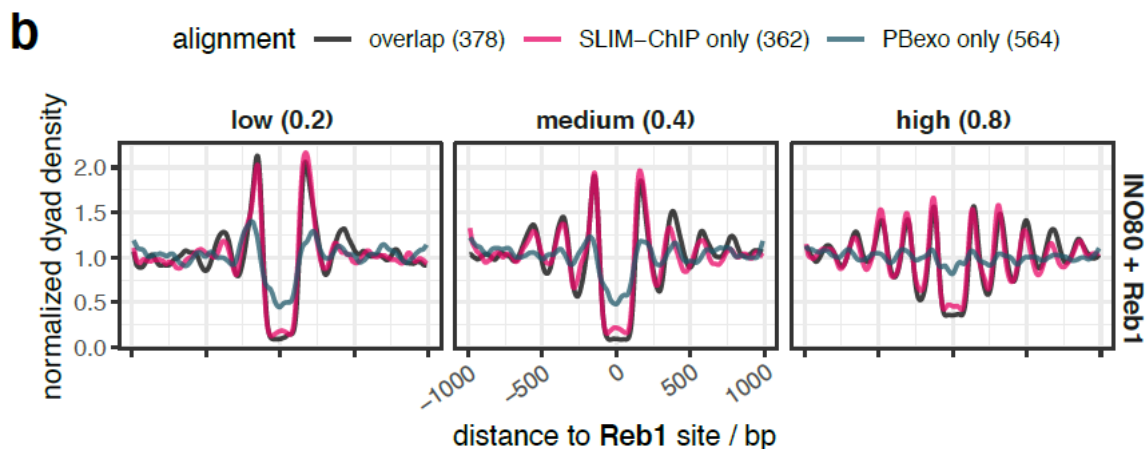 b
alignment overlap (378) SLIM−ChIP only (362) PBexo only (564)
low (0.2) medium (0.4) high (0.8)
normalized dyad density
2.0
1.5
1.0
0.5
0.0
INO80 + Reb1
−1000 −500 0 500 1000
distance to Reb1 site / bp